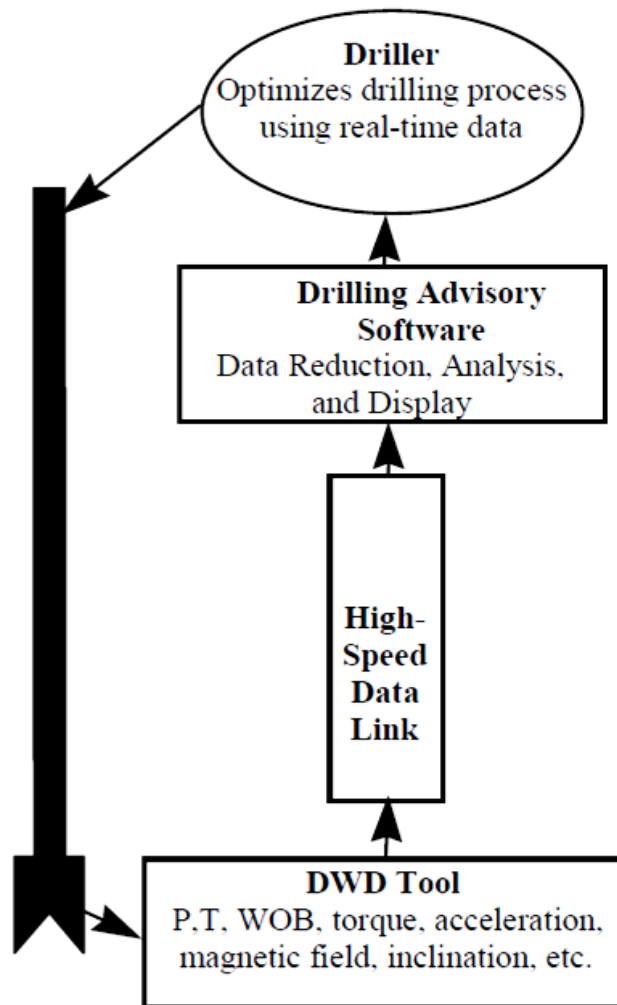 Driller
Optimizes drilling process
using real-time data
Drilling Advisory
Software
Data Reduction, Analysis,
and Display
High-
Speed
Data
Link
DWD Tool
P,T, WOB, torque, acceleration,
magnetic field, inclination, etc.